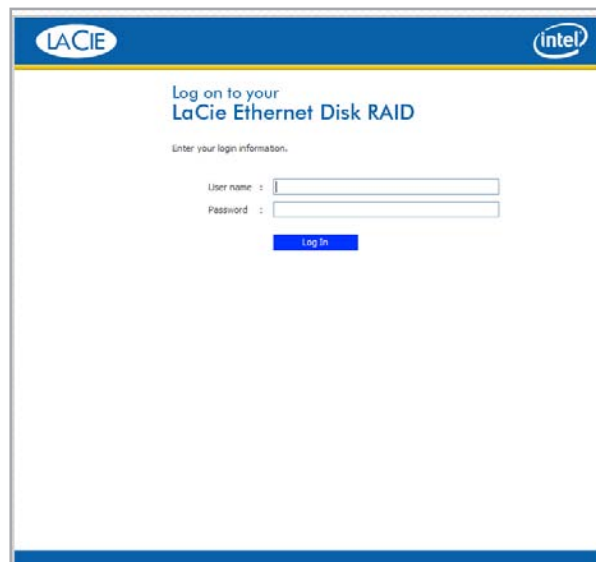 LACIE
intel
Log on to your
LaCie Ethernet Disk RAID
Enter your login information.
User name :
Password :
Log In